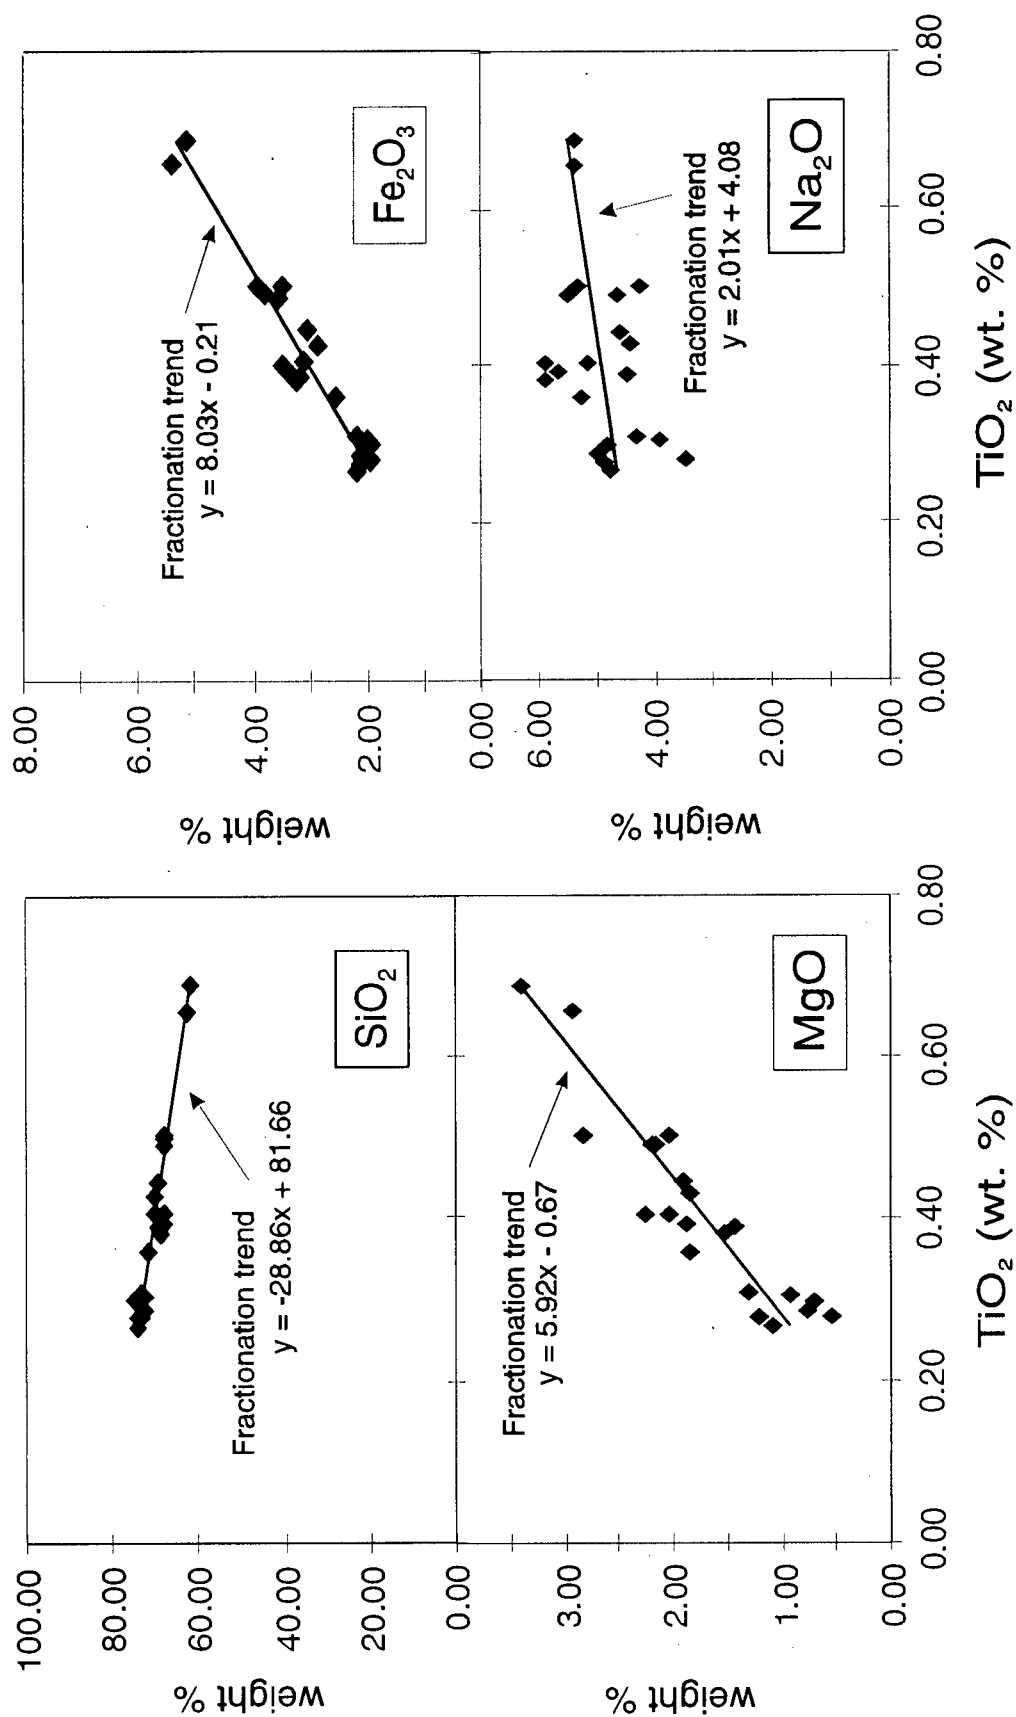 100.00
80.00
60.00
40.00
20.00
0.00
weight %
Fractionation trend
y = -28.86x + 81.66
SiO₂
3.00
2.00
1.00
0.00
weight %
Fractionation trend
y = 5.92x - 0.67
MgO
0.00
0.20
0.40
0.60
0.80
TiO₂ (wt. %)
8.00
6.00
4.00
2.00
0.00
weight %
Fractionation trend
y = 8.03x - 0.21
Fe₂O₃
6.00
4.00
2.00
0.00
weight %
Fractionation trend
y = 2.01x + 4.08
Na₂O
0.00
0.20
0.40
0.60
0.80
TiO₂ (wt. %)